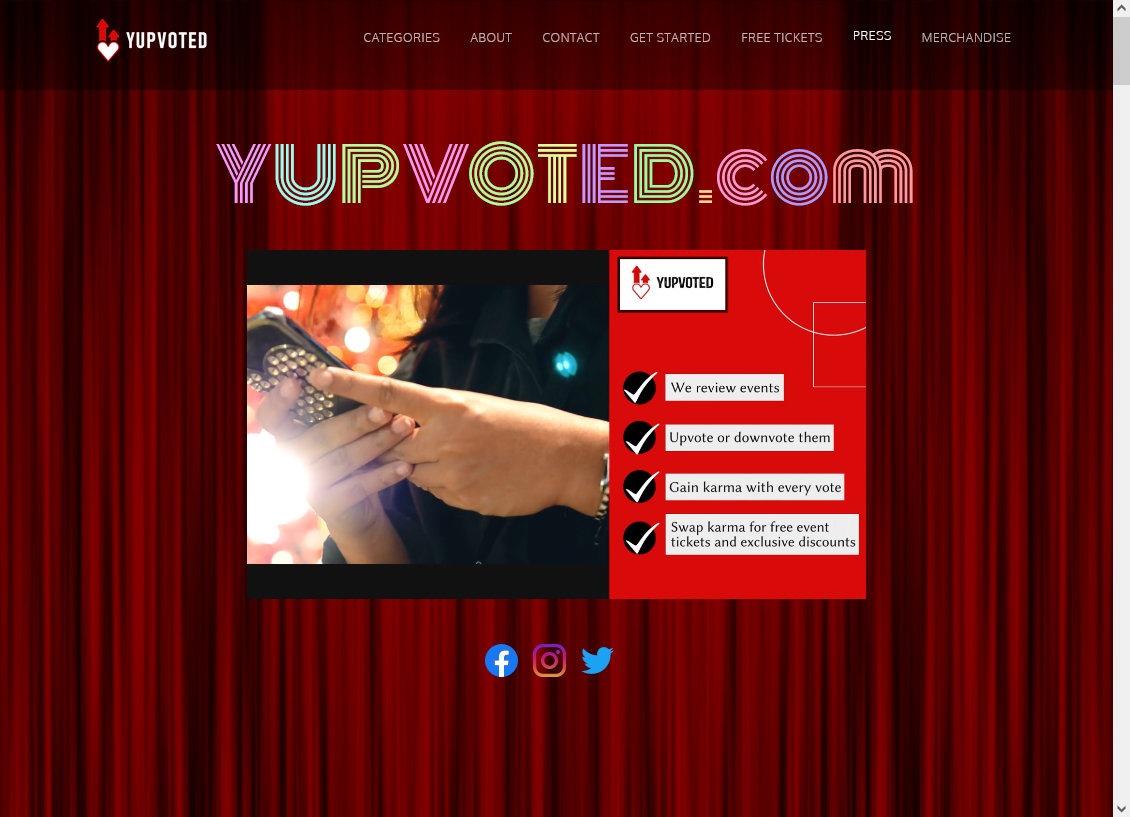 YUPVOTED
CATEGORIES
ABOUT
CONTACT
GET STARTED
FREE TICKETS
PRESS
MERCHANDISE
YUPVOTED.COM
YUPVOTED
We review events
Upvote or downvote them
Gain karma with every vote
Swap karma for free event
tickets and exclusive discounts